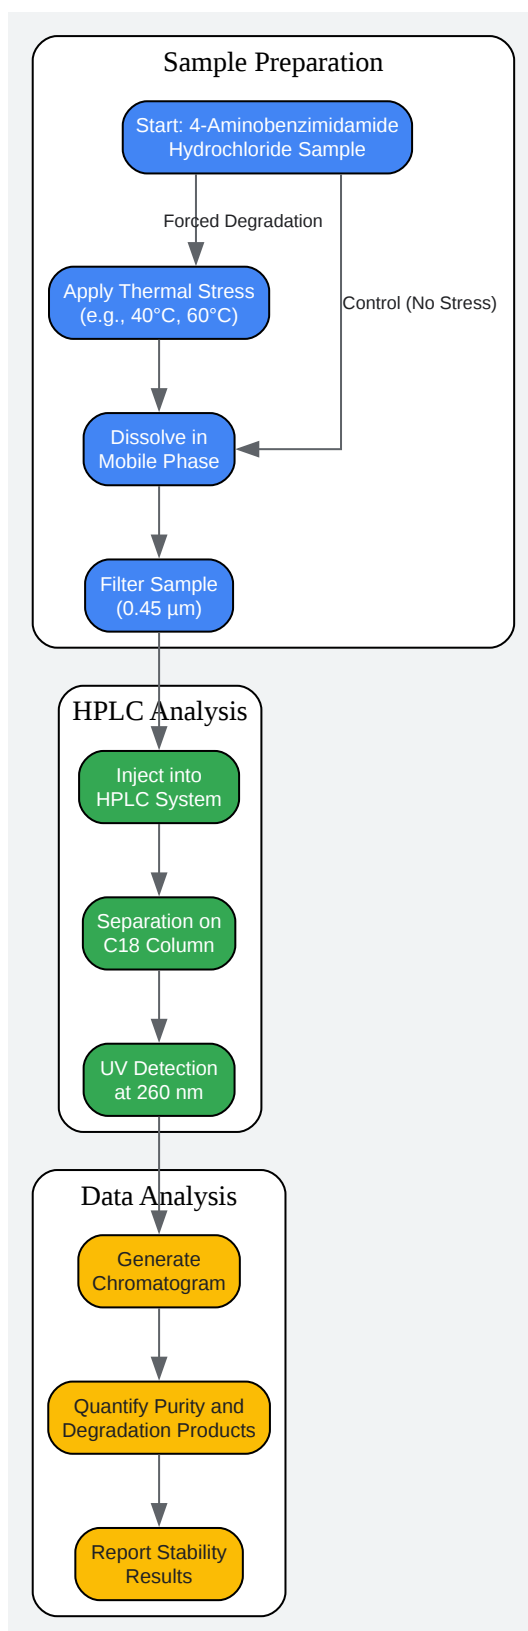 Sample Preparation
Start: 4-Aminobenzimidamide
Hydrochloride Sample
Forced Degradation
Apply Thermal Stress
(e.g., 40°C, 60°C)
Control (No Stress)
Dissolve in
Mobile Phase
Filter Sample
(0.45 µm)
HPLC Analysis
Inject into
HPLC System
Separation on
C18 Column
UV Detection
at 260 nm
Data Analysis
Generate
Chromatogram
Quantify Purity and
Degradation Products
Report Stability
Results